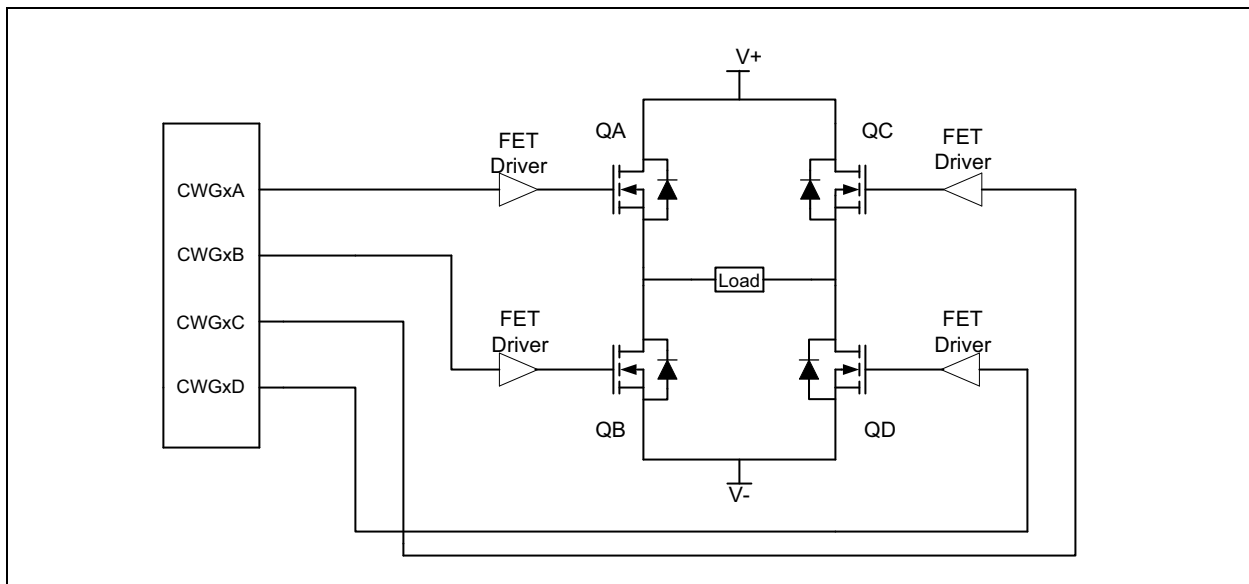 V+
QA
QC
FET
Driver
FET
Driver
CWGxA
CWGxB
Load
CWGxC
FET
Driver
FET
Driver
CWGxD
QB
QD
V-